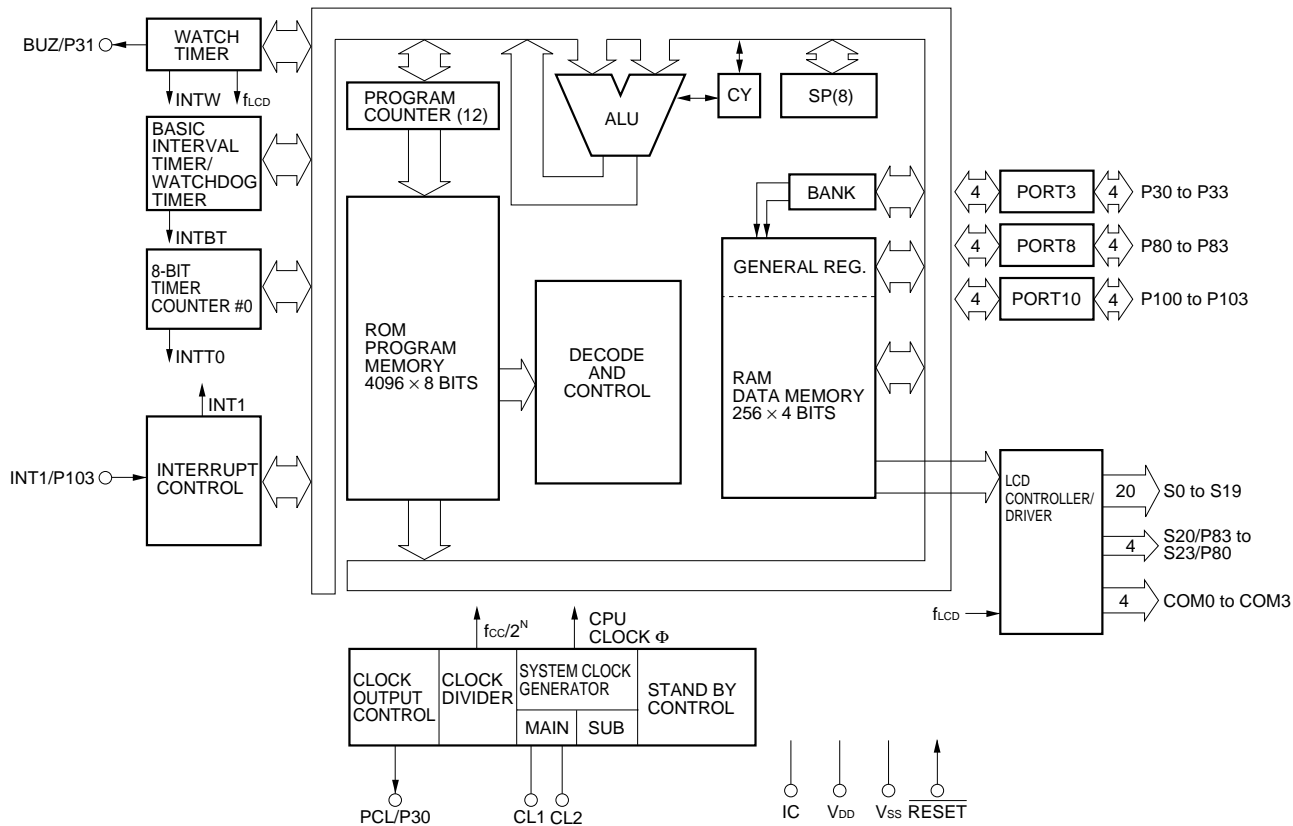 BUZ/P31
WATCH
TIMER
INTW
fLCD
BASIC
INTERVAL
TIMER/
WATCHDOG
TIMER
INTBT
8-BIT
TIMER
COUNTER #0
INTT0
INT1
INT1/P103
INTERRUPT
CONTROL
PROGRAM
COUNTER (12)
ALU
CY
SP(8)
BANK
GENERAL REG.
ROM
PROGRAM
MEMORY
4096 × 8 BITS
DECODE
AND
CONTROL
RAM
DATA MEMORY
256 × 4 BITS
4 PORT3 4 P30 to P33
4 PORT8 4 P80 to P83
4 PORT10 4 P100 to P103
LCD
CONTROLLER/
DRIVER
20 S0 to S19
4 S20/P83 to
S23/P80
4 COM0 to COM3
fLCD
fCC/2^N
CPU
CLOCK Φ
CLOCK
OUTPUT
CONTROL
CLOCK
DIVIDER
SYSTEM CLOCK
GENERATOR
MAIN
SUB
STAND BY
CONTROL
PCL/P30
CL1
CL2
IC
VDD
VSS
RESET